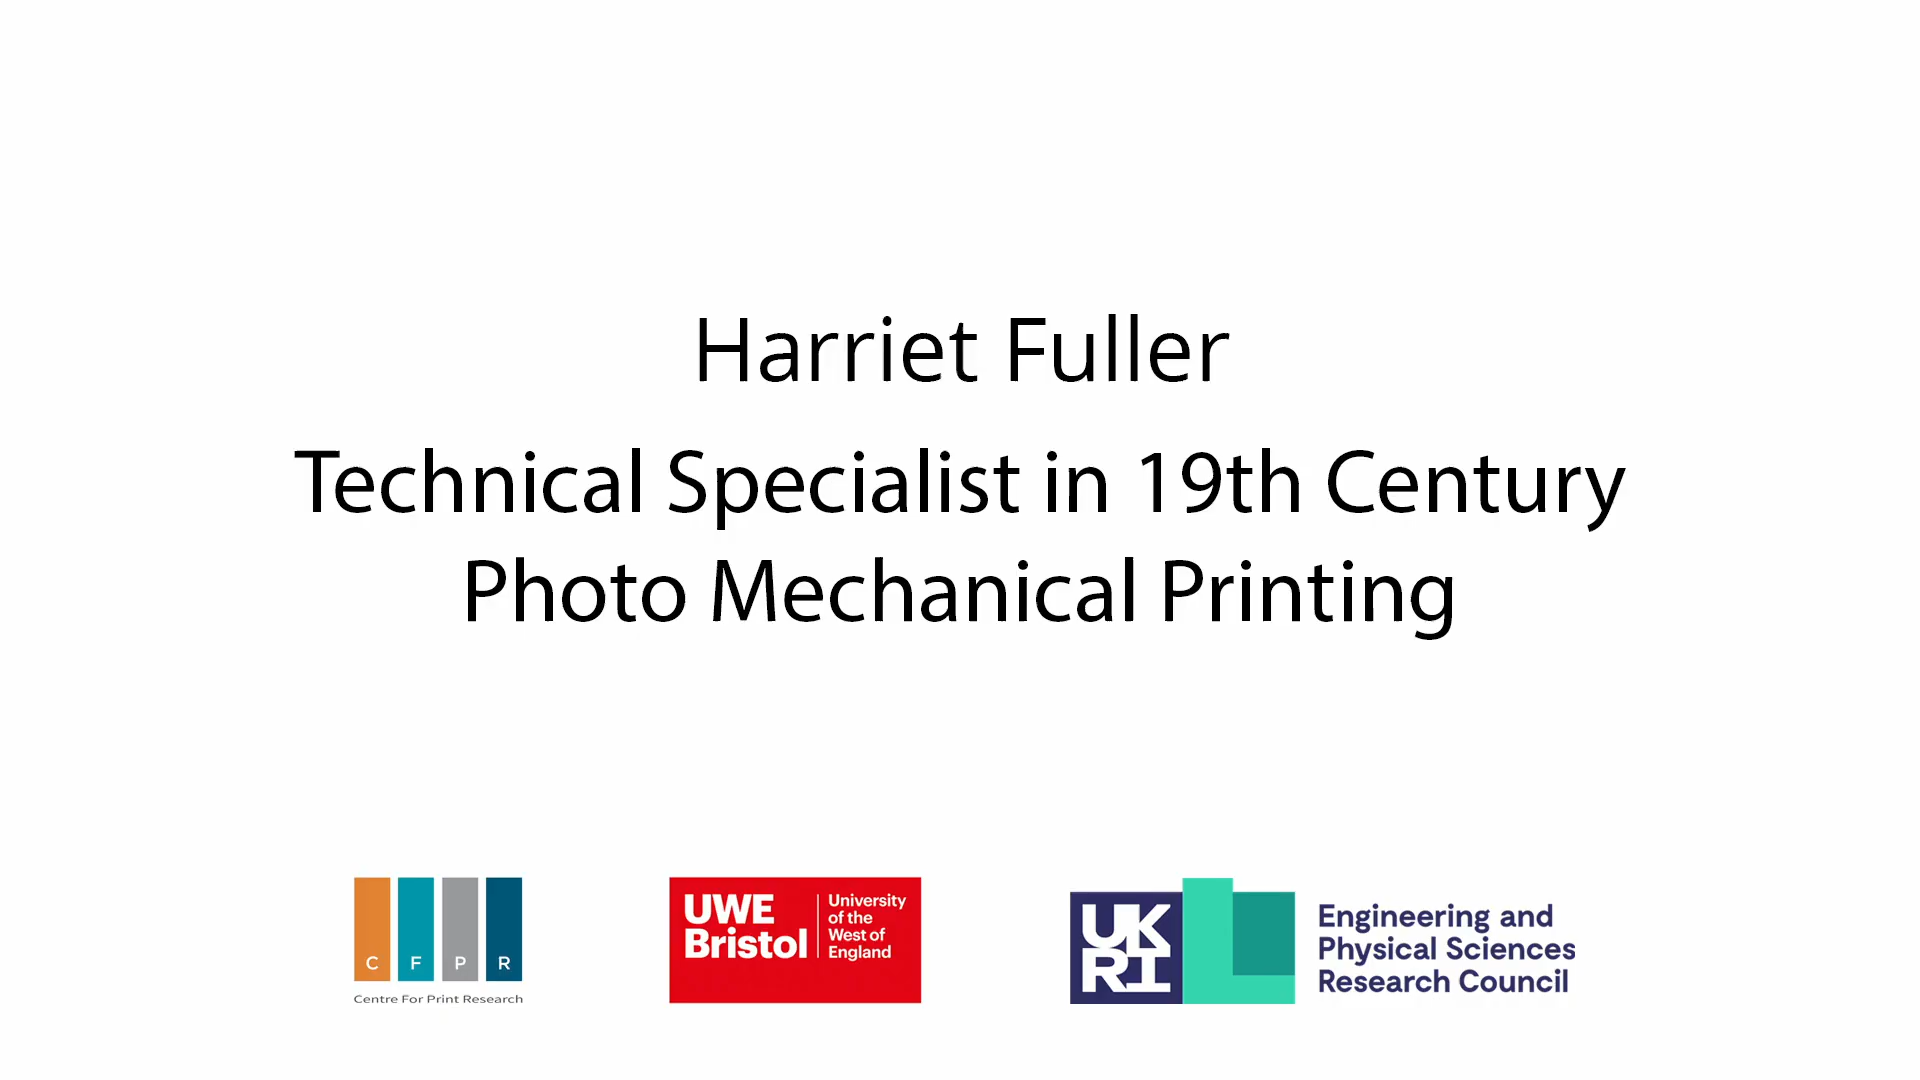 Harriet Fuller
Technical Specialist in 19th Century
Photo Mechanical Printing
C F P R
Centre For Print Research
UWE
Bristol
University
of the
West of
England
UK
RI
Engineering and
Physical Sciences
Research Council